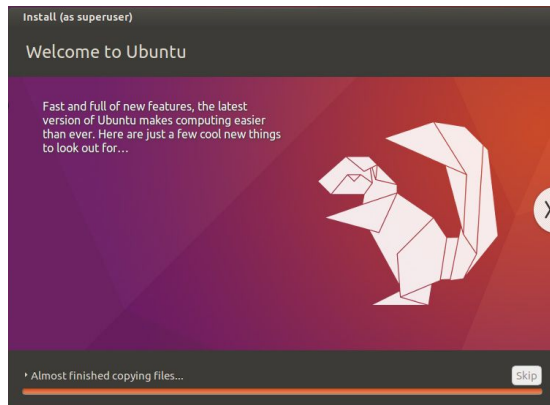 Install (as superuser)
Welcome to Ubuntu
Fast and full of new features, the latest
version of Ubuntu makes computing easier
than ever. Here are just a few cool new things
to look out for…
Almost finished copying files...
Skip